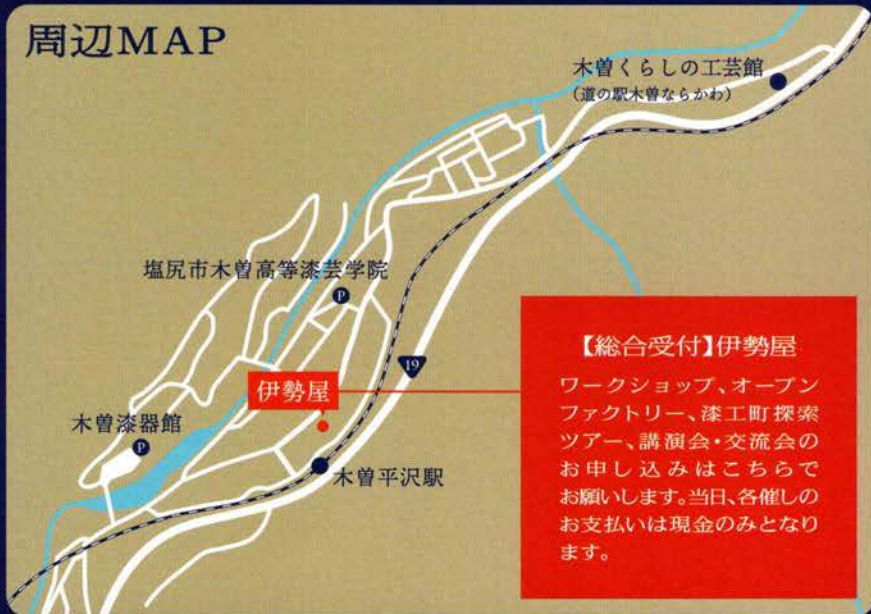 周辺MAP
木曽くらしの工芸館
(道の駅木曽ならかわ)
塩尻市木曽高等漆芸学院
P
19
伊勢屋
木曽漆器館
P
木曽平沢駅
【総合受付】伊勢屋
ワークショップ、オープン
ファクトリー、漆工町探索
ツアー、講演会・交流会の
お申し込みはこちらで
お願いします。当日、各催しの
お支払いは現金のみとなり
ます。